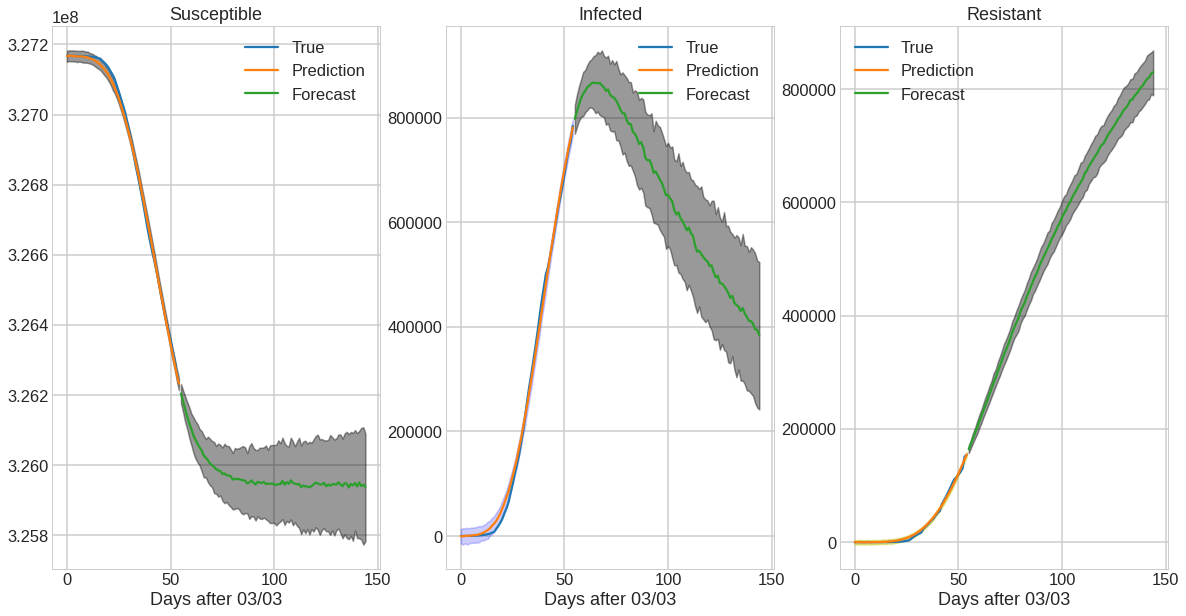 Susceptible
1e8
3.272
3.270
3.268
3.266
3.264
3.262
3.260
3.258
0
50
100
150
Days after 03/03
True
Prediction
Forecast
Infected
800000
600000
400000
200000
0
0
50
100
150
Days after 03/03
True
Prediction
Forecast
Resistant
800000
600000
400000
200000
0
0
50
100
150
Days after 03/03
True
Prediction
Forecast